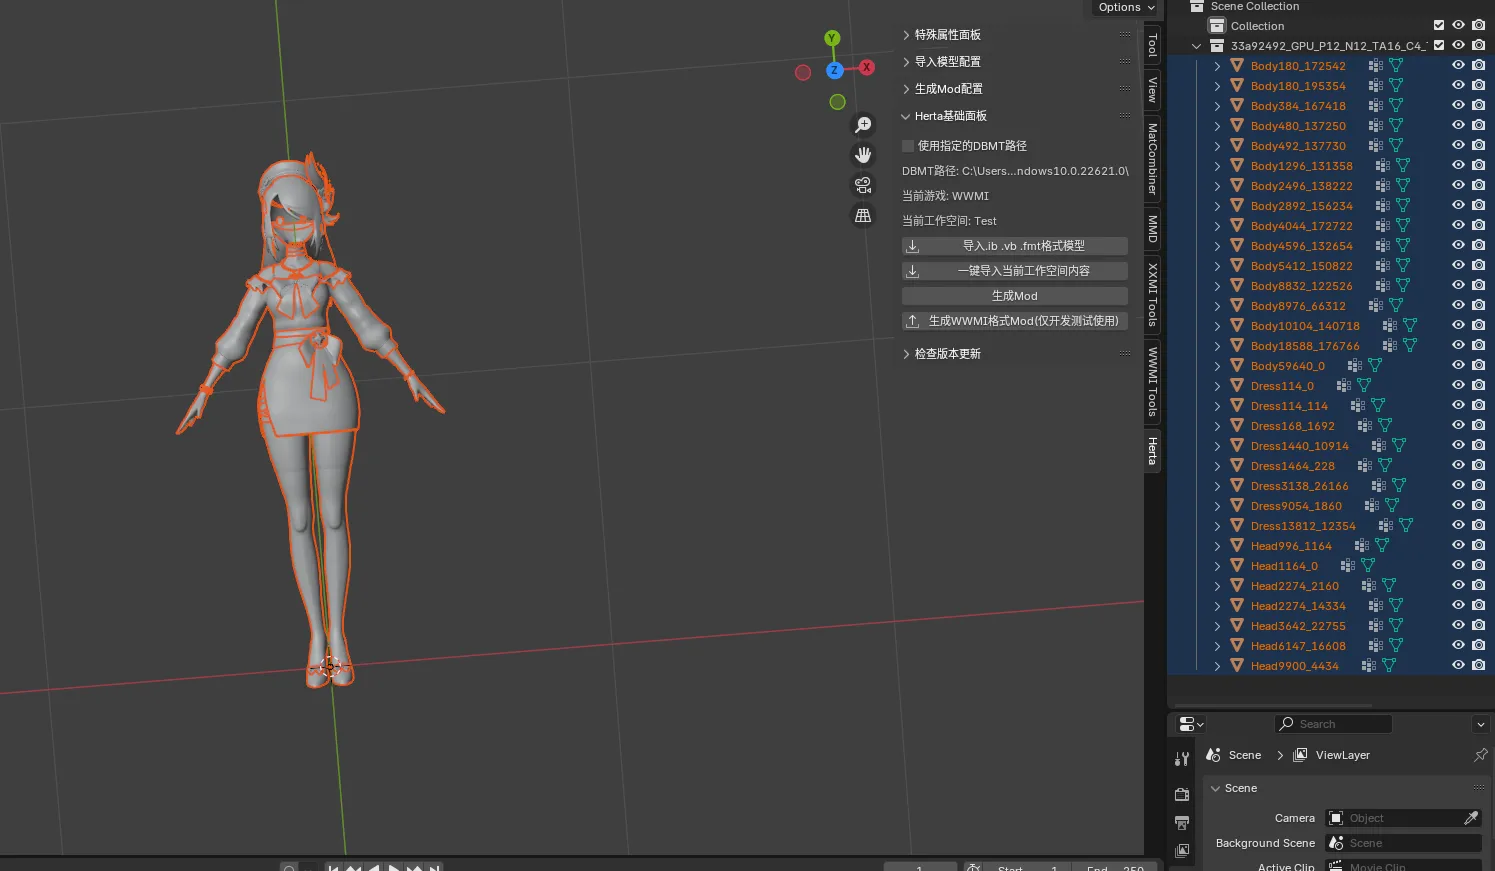 Options
Y
X
Z
特殊属性面板
导入模型配置
生成Mod配置
Herta基础面板
使用指定的DBMT路径
DBMT路径: C:\Users...ndows10.0.22621.0\
当前游戏: WWMI
当前工作空间: Test
导入.ib .vb .fmt格式模型
一键导入当前工作空间内容
生成Mod
生成WWMI格式Mod(仅开发测试使用)
检查版本更新
Tool
View
MatCombiner
MMD
XXMI Tools
WWMI Tools
Herta
Scene Collection
Collection
33a92492_GPU_P12_N12_TA16_C4_
Body180_172542
Body180_195354
Body384_167418
Body480_137250
Body492_137730
Body1296_131358
Body2496_138222
Body2892_156234
Body4044_172722
Body4596_132654
Body5412_150822
Body8832_122526
Body8976_66312
Body10104_140718
Body18588_176766
Body59640_0
Dress114_0
Dress114_114
Dress168_1692
Dress1440_10914
Dress1464_228
Dress3138_26166
Dress9054_1860
Dress13812_12354
Head996_1164
Head1164_0
Head2274_2160
Head2274_14334
Head3642_22755
Head6147_16608
Head9900_4434
Search
Scene
ViewLayer
Scene
Camera
Object
Background Scene
Scene
Active Clip
Movie Clip
1
Start
1
End
250